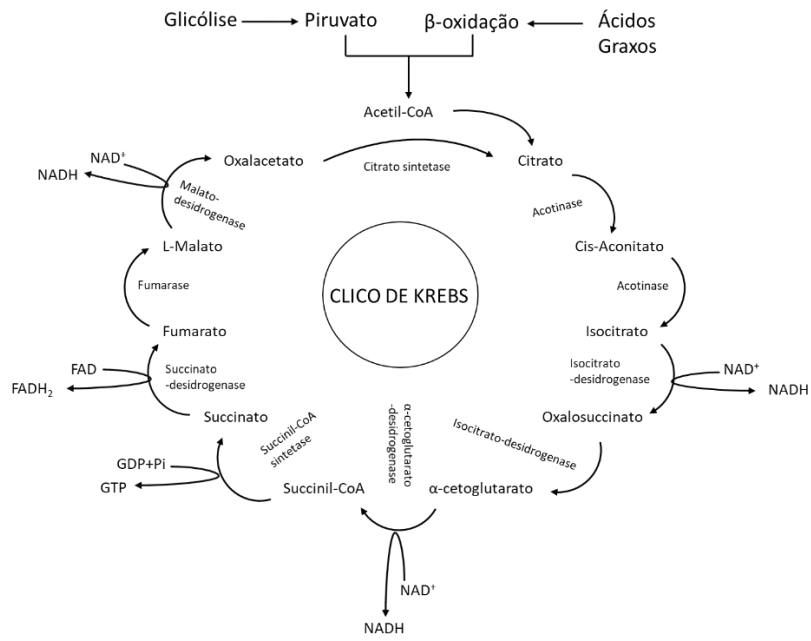 Glicólise
Piruvato
β-oxidação
Ácidos
Graxos
Acetil-CoA
Oxalacetato
Citrato sintetase
Citrato
NAD⁺
NADH
Malato-
desidrogenase
Acotinase
L-Malato
Cis-Aconitato
Fumarase
CLICO DE KREBS
Acotinase
Fumarato
Isocitrato
FAD
FADH₂
Succinato
-desidrogenase
Isocitrato
-desidrogenase
NAD⁺
NADH
Succinato
Oxalosuccinato
Succinil-CoA
sintetase
α-cetoglutarato
-desidrogenase
Isocitrato-desidrogenase
GDP+Pi
GTP
Succinil-CoA
α-cetoglutarato
NAD⁺
NADH